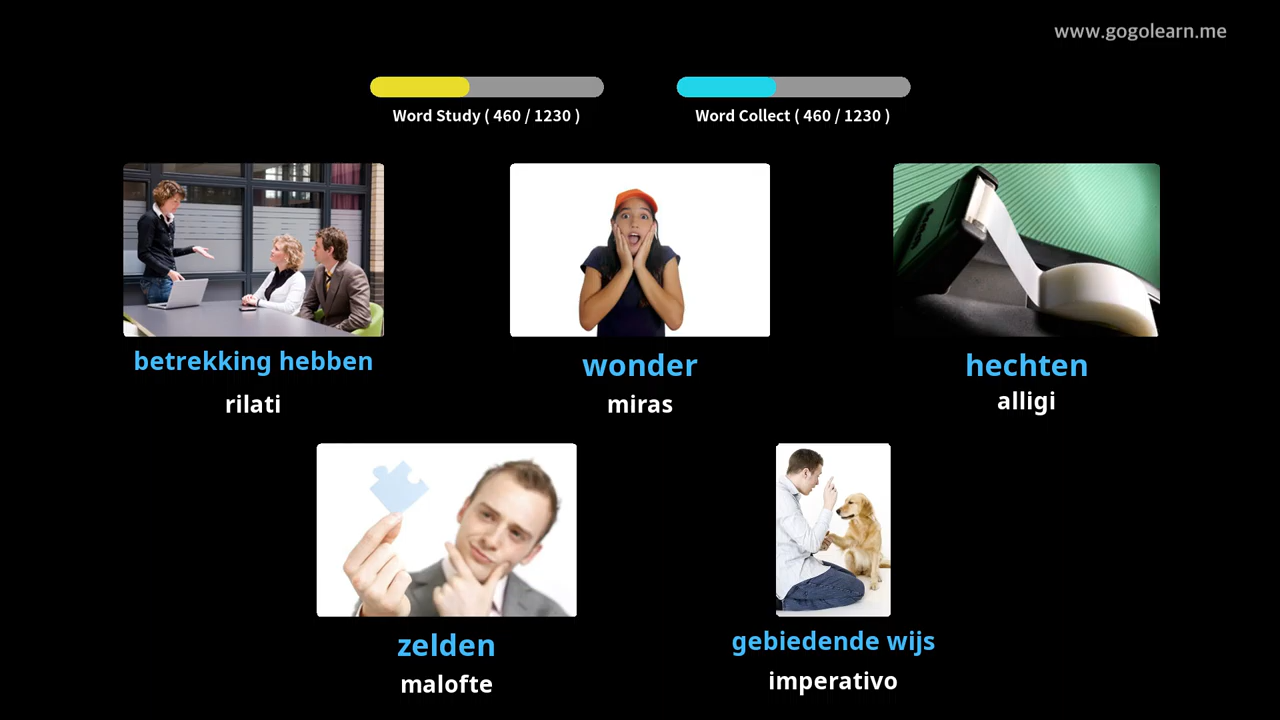 www.gogolearn.me
Word Study ( 460 / 1230 )
Word Collect ( 460 / 1230 )
betrekking hebben
rilati
wonder
miras
hechten
alligi
zelden
malofte
gebiedende wijs
imperativo